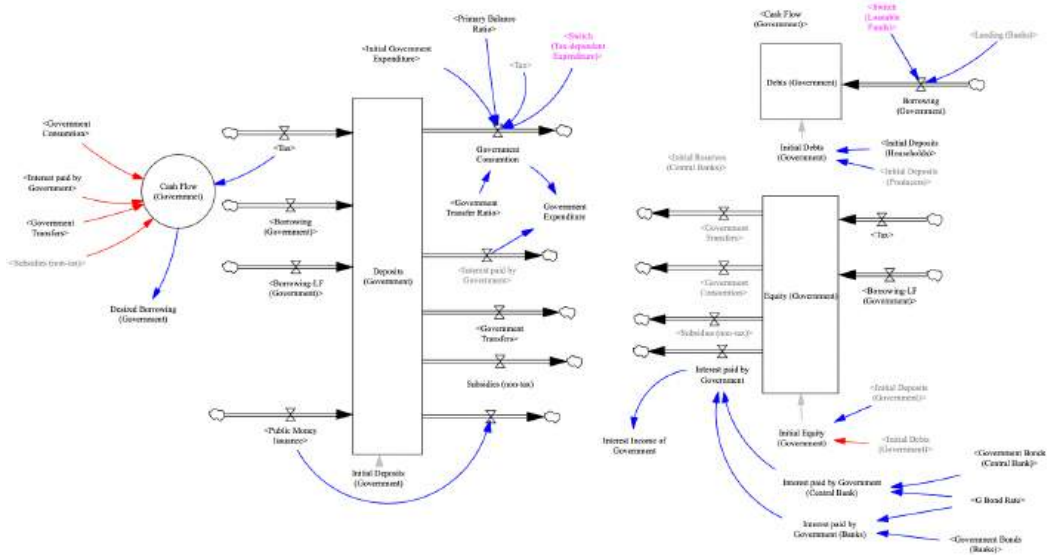 <Government
Consumtion>
<Interest paid by
Government>
<Government
Transfers>
<Subsidies (non-tax)>
Cash Flow
(Government)
Desired Borrowing
(Government)
<Tax>
<Borrowing
(Government)>
<Borrowing-LF
(Government)>
<Public Money
Issuance>
Deposits
(Government)
Initial Deposits
(Government)
<Initial Government
Expenditure>
<Primary Balance
Ratio>
<Tax>
<Switch
(Tax-dependent
Expenditure)>
Government
Consumtion
<Government
Transfer Ratio>
Government
Expenditure
<Interest paid by
Government>
<Government
Transfers>
Subsidies (non-tax)
<Cash Flow
(Government)>
<Switch
(Loanable
Funds)>
<Lending (Banks)>
Debts (Government)
Borrowing
(Government)
Initial Debts
(Government)
<Initial Deposits
(Households)>
<Initial Deposits
(Producers)>
<Initial Reserves
(Central Banks)>
<Government
Transfers>
<Government
Consumtion>
<Subsidies (non-tax)>
Interest paid by
Government
Equity (Government)
<Tax>
<Borrowing-LF
(Government)>
Interest Income of
Government
Initial Equity
(Government)
<Initial Deposits
(Government)>
<Initial Debts
(Government)>
Interest paid by Government
(Central Bank)
Interest paid by
Government (Banks)
<Government Bonds
(Central Bank)>
<G Bond Rate>
<Government Bonds
(Banks)>